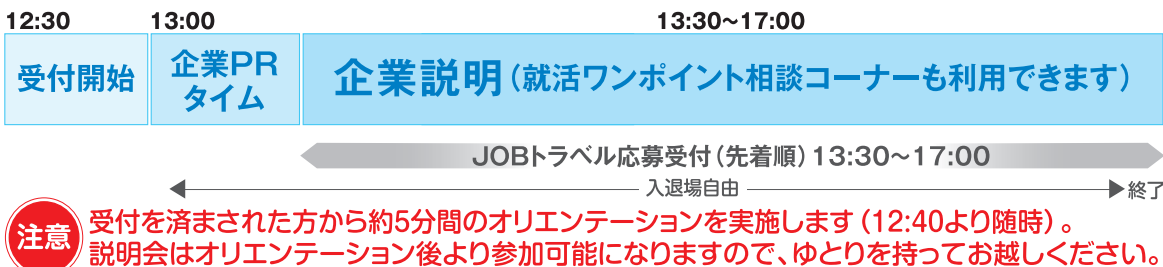 12:30 13:00 13:30〜17:00
受付開始
企業PR
タイム
企業説明（就活ワンポイント相談コーナーも利用できます）
JOBトラベル応募受付（先着順）13:30〜17:00
入退場自由
終了
注意
受付を済まされた方から約5分間のオリエンテーションを実施します（12:40より随時）。
説明会はオリエンテーション後より参加可能になりますので、ゆとりを持ってお越しください。